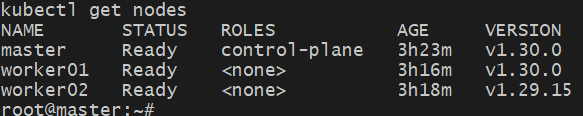 kubectl get nodes
NAME STATUS ROLES AGE VERSION
master Ready control-plane 3h23m v1.30.0
worker01 Ready <none> 3h16m v1.30.0
worker02 Ready <none> 3h18m v1.29.15
root@master:~#